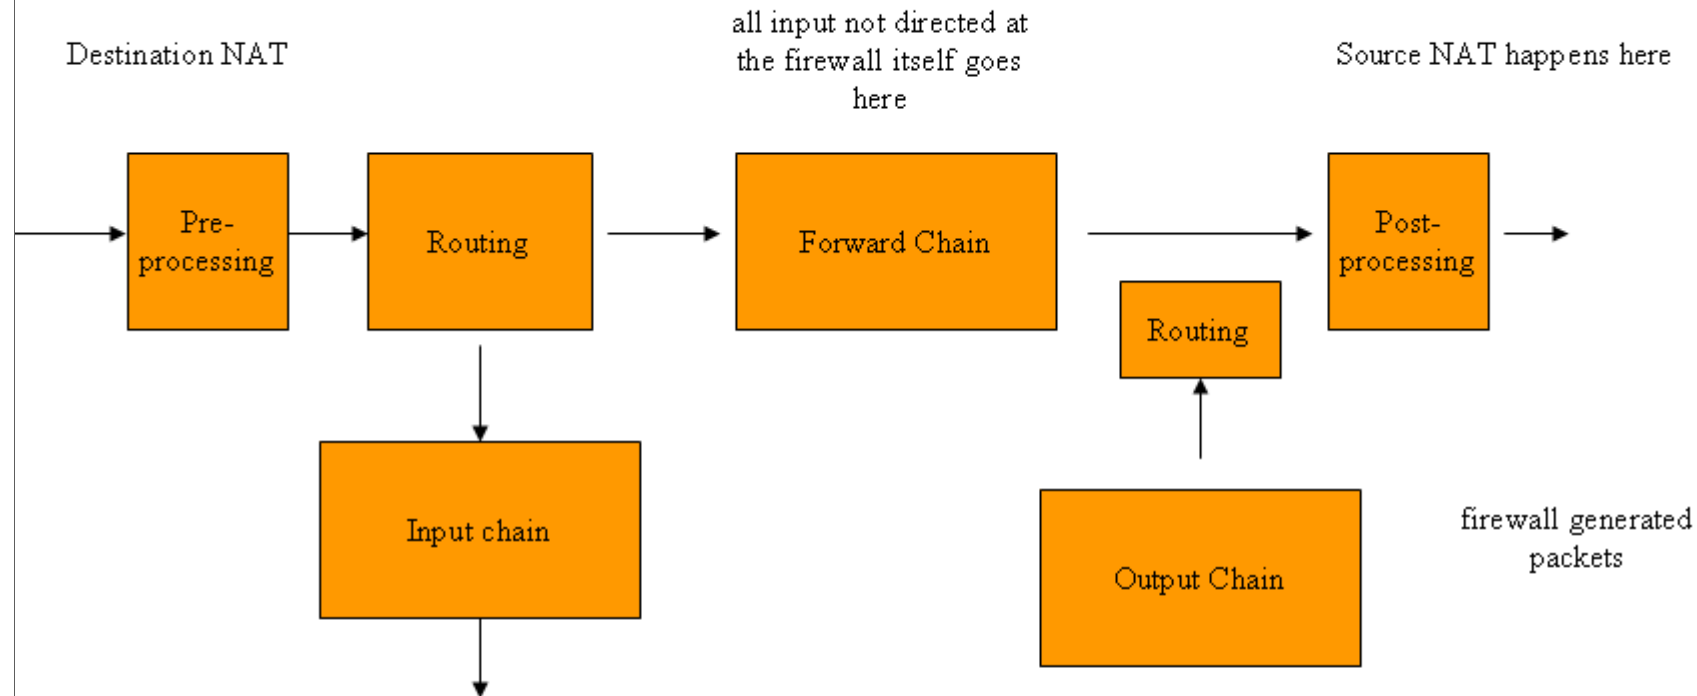 Destination NAT
all input not directed at
the firewall itself goes
here
Source NAT happens here
Pre-
processing
Routing
Forward Chain
Post-
processing
Routing
Input chain
Output Chain
firewall generated
packets